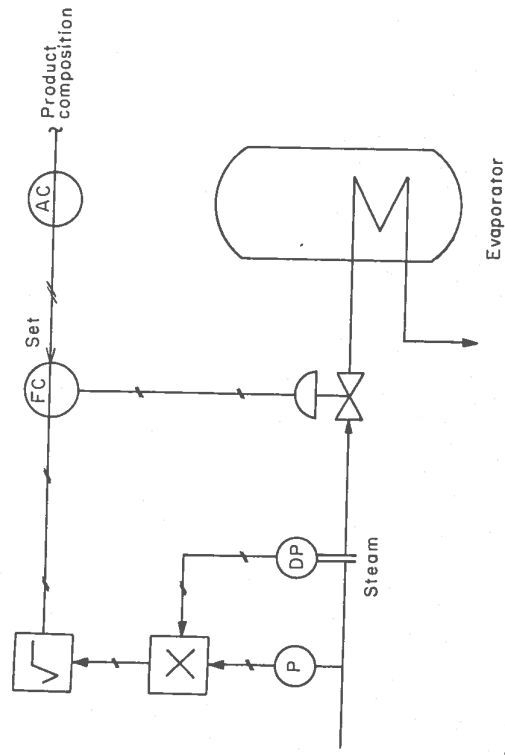 Product
composition
AC
Set
FC
√
×
DP
P
Steam
Evaporator